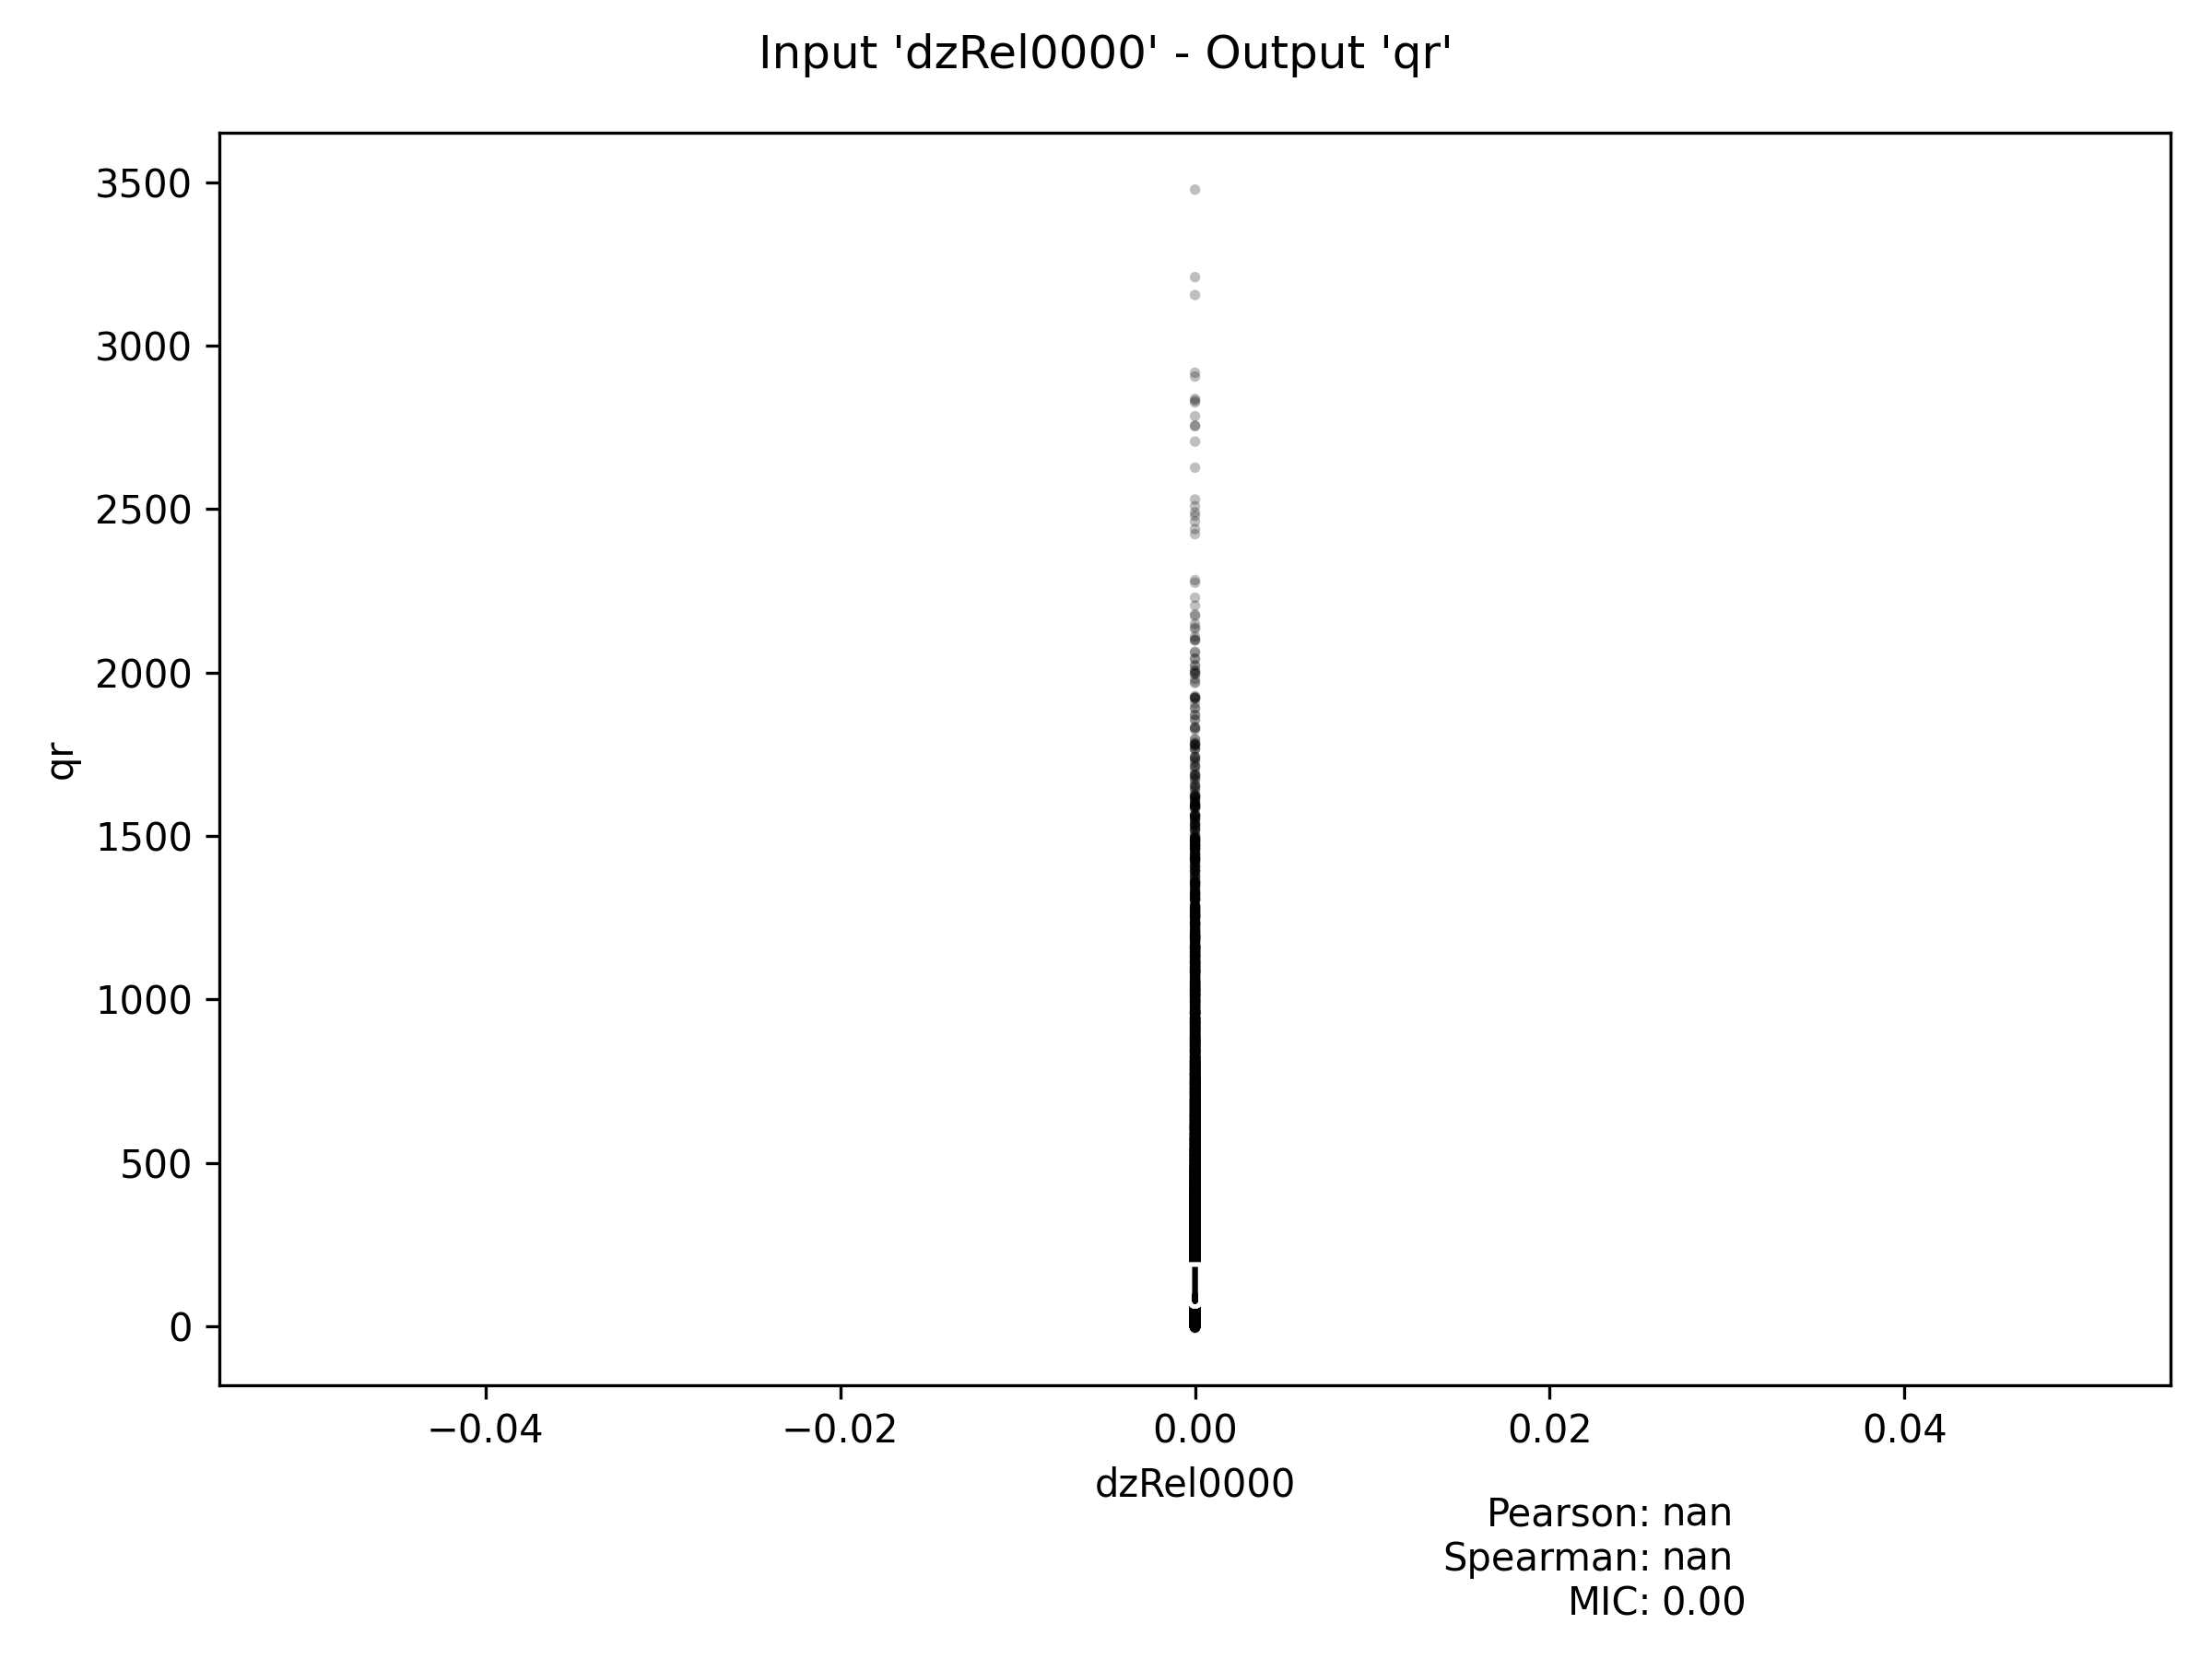 Input 'dzRel0000' - Output 'qr'
3500
3000
2500
2000
1500
1000
500
0
qr
−0.04 −0.02 0.00 0.02 0.04
dzRel0000
Pearson: nan
Spearman: nan
MIC: 0.00